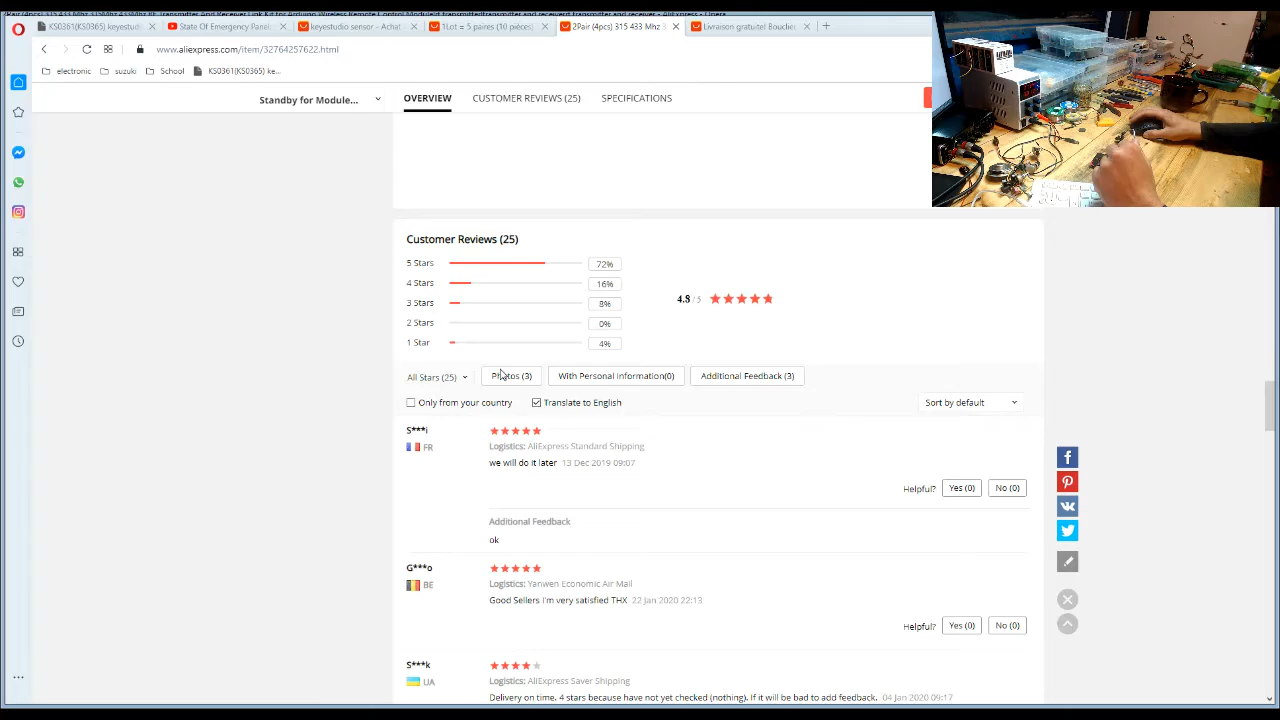 KS0361(KS0365) keyestudi
State Of Emergency Panel:
keyestudio sensor - Achat
1Lot = 5 paires (10 pièces)
2Pair (4pcs) 315 433 Mhz
Livraison gratuite! Bouclier
www.aliexpress.com/item/32764257622.html
electronic
suzuki
School
KS0361(KS0365) ke...
Standby for Module...
OVERVIEW
CUSTOMER REVIEWS (25)
SPECIFICATIONS
Customer Reviews (25)
5 Stars 72%
4 Stars 16%
3 Stars 8%
2 Stars 0%
1 Star 4%
4.8 / 5
All Stars (25)
Photos (3)
With Personal Information(0)
Additional Feedback (3)
Only from your country
Translate to English
Sort by default
S***i
FR
Logistics: AliExpress Standard Shipping
we will do it later 13 Dec 2019 09:07
Helpful? Yes (0) No (0)
Additional Feedback
ok
G***o
BE
Logistics: Yanwen Economic Air Mail
Good Sellers I'm very satisfied THX 22 Jan 2020 22:13
Helpful? Yes (0) No (0)
S***k
UA
Logistics: AliExpress Saver Shipping
Delivery on time. 4 stars because have not yet checked (nothing). If it will be bad to add feedback. 04 Jan 2020 09:17